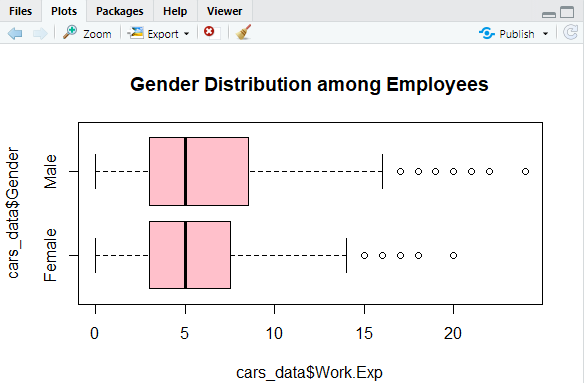 Files Plots Packages Help Viewer
Zoom Export Publish
Gender Distribution among Employees
cars_data$Gender
Male
Female
0 5 10 15 20
cars_data$Work.Exp